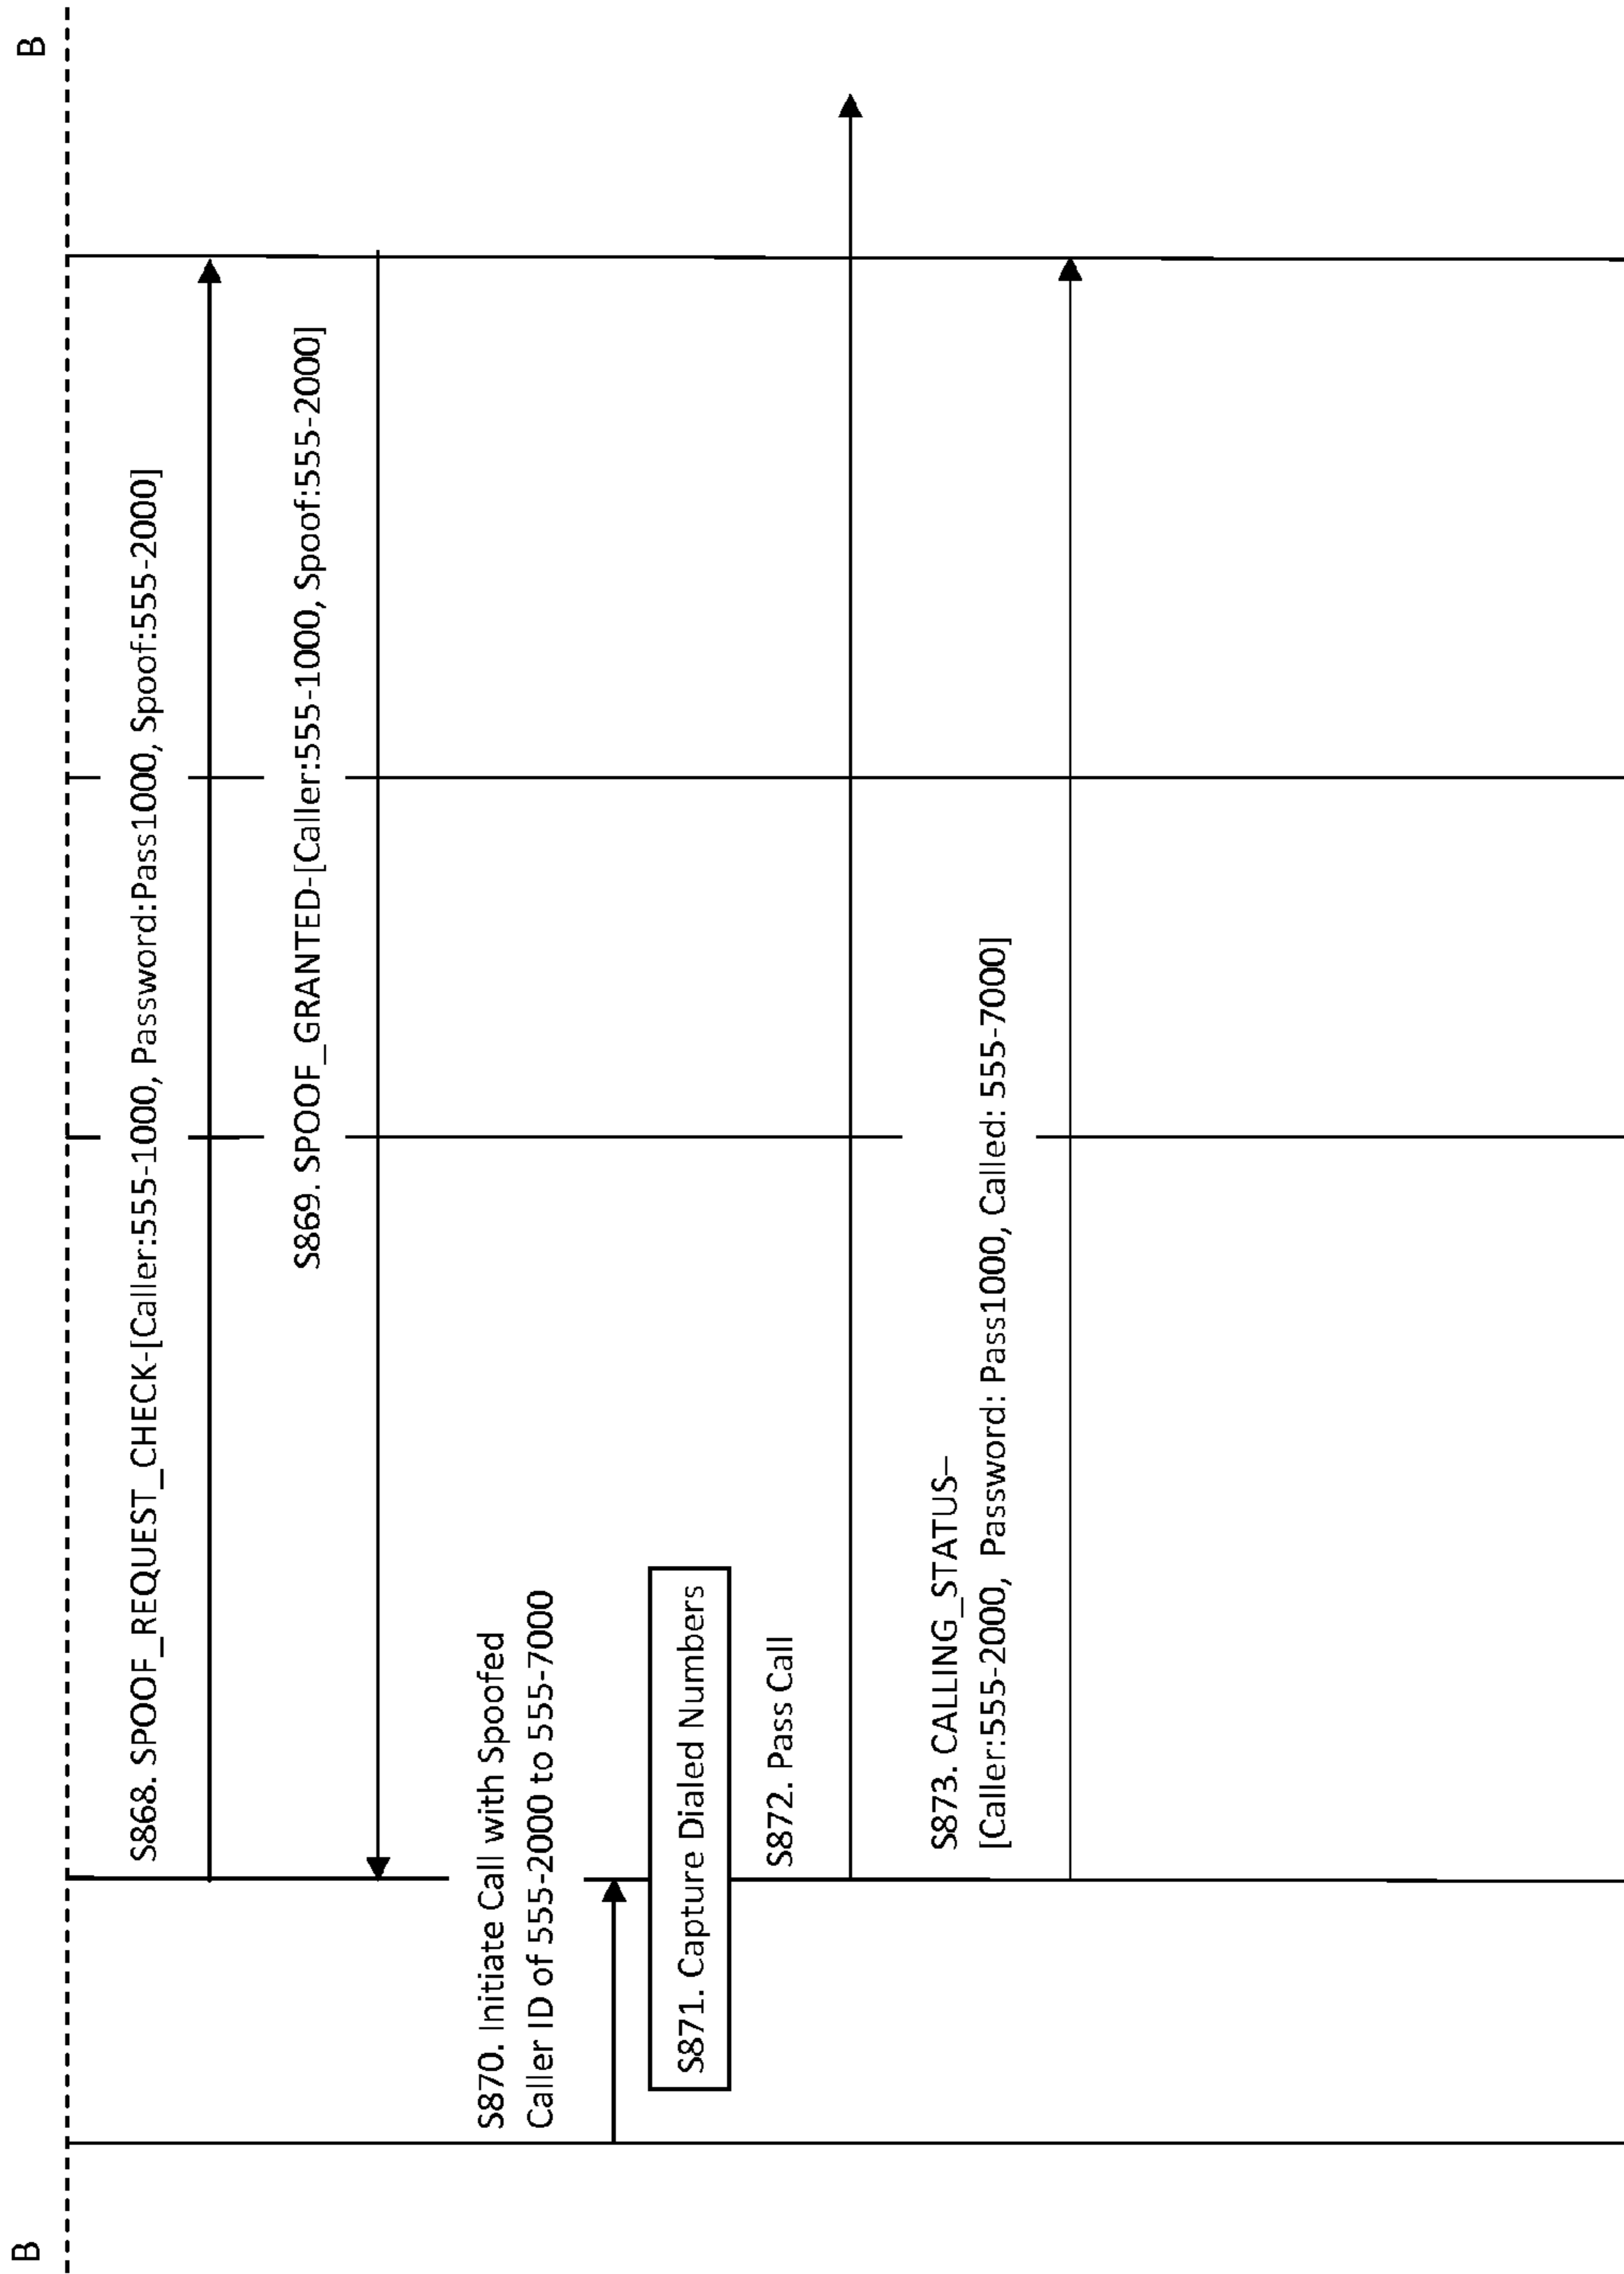 B
B
S868. SPOOF_REQUEST_CHECK-[Caller:555-1000, Password:Pass1000, Spoof:555-2000]
S869. SPOOF_GRANTED-[Caller:555-1000, Spoof:555-2000]
S870. Initiate Call with Spoofed
Caller ID of 555-2000 to 555-7000
S871. Capture Dialed Numbers
S872. Pass Call
S873. CALLING_STATUS–
[Caller:555-2000, Password: Pass1000, Called: 555-7000]